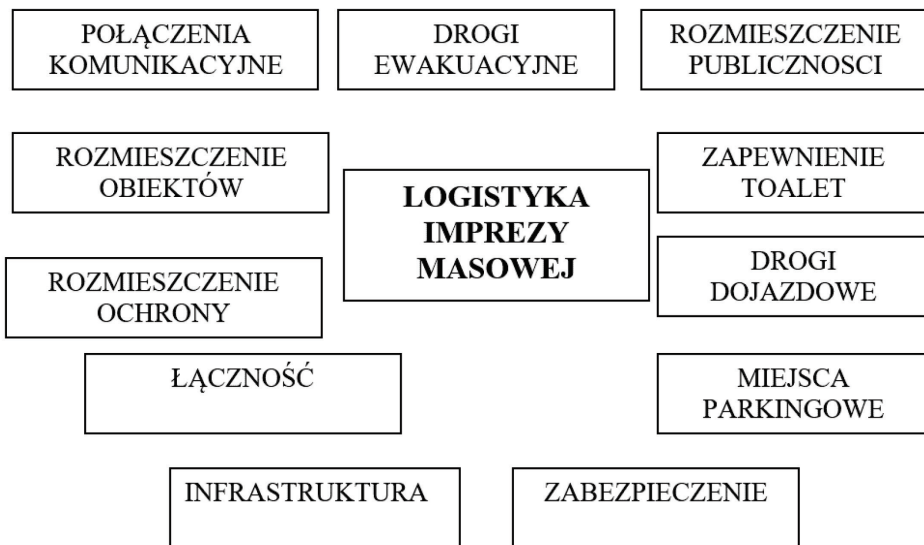 POŁĄCZENIA
KOMUNIKACYJNE
DROGI
EWAKUACYJNE
ROZMIESZCZENIE
PUBLICZNOSCI
ROZMIESZCZENIE
OBIEKTÓW
LOGISTYKA
IMPREZY
MASOWEJ
ZAPEWNIENIE
TOALET
ROZMIESZCZENIE
OCHRONY
DROGI
DOJAZDOWE
ŁĄCZNOŚĆ
MIEJSCA
PARKINGOWE
INFRASTRUKTURA
ZABEZPIECZENIE